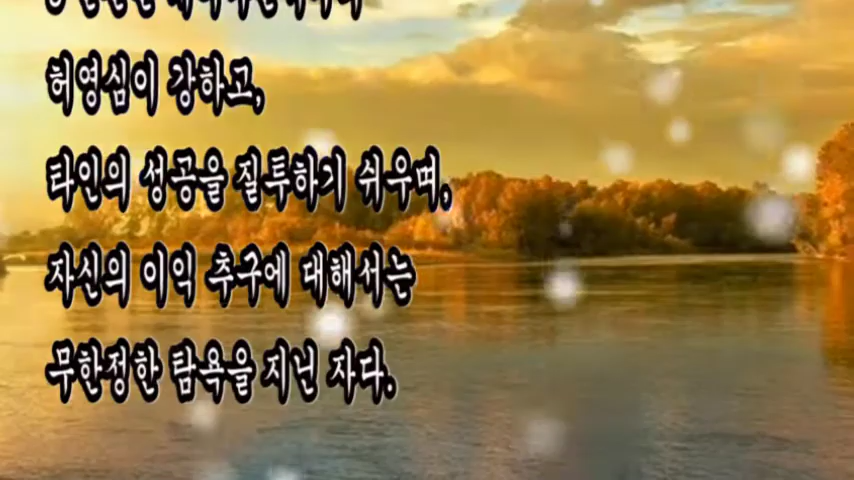 허영심이 강하고,
타인의 성공을 질투하기 쉬우며,
자신의 이익 추구에 대해서는
무한정한 탐욕을 지닌 자다.